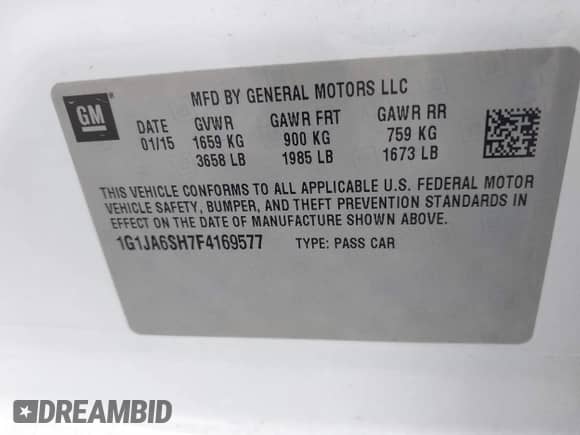 GM®
MFD BY GENERAL MOTORS LLC
DATE GVWR GAWR FRT GAWR RR
01/15 1659 KG 900 KG 759 KG
3658 LB 1985 LB 1673 LB
THIS VEHICLE CONFORMS TO ALL APPLICABLE U.S. FEDERAL MOTOR
VEHICLE SAFETY, BUMPER, AND THEFT PREVENTION STANDARDS IN
EFFECT ON THE DATE OF MANUFACTURE SHOWN ABOVE.
1G1JA6SH7F4169577 TYPE: PASS CAR
DREAMBID